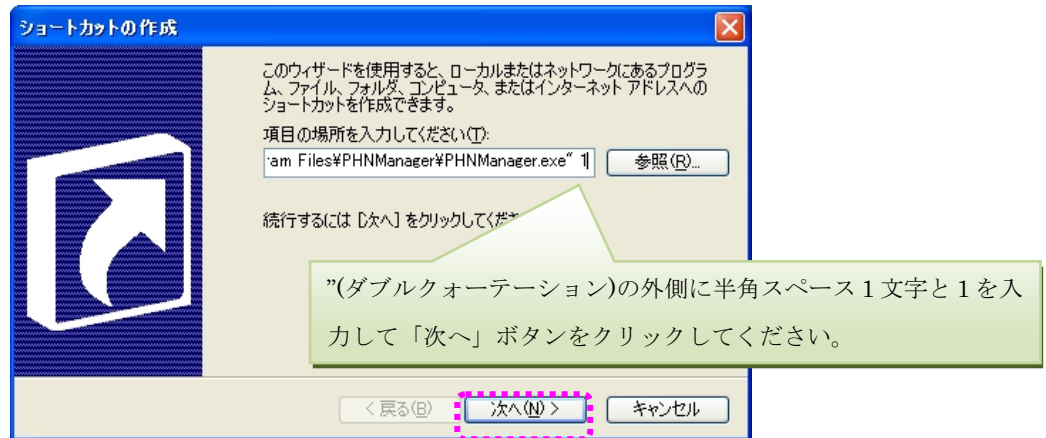 ショートカットの作成
このウィザードを使用すると、ローカルまたはネットワークにあるプログラ
ム、ファイル、フォルダ、コンピュータ、またはインターネット アドレスへの
ショートカットを作成できます。
項目の場所を入力してください(T):
am Files¥PHNManager¥PHNManager.exe" 1
参照(R)...
続行するには [次へ] をクリックしてくださ
"(ダブルクォーテーション)の外側に半角スペース１文字と１を入
力して「次へ」ボタンをクリックしてください。
< 戻る(B)
次へ(N) >
キャンセル